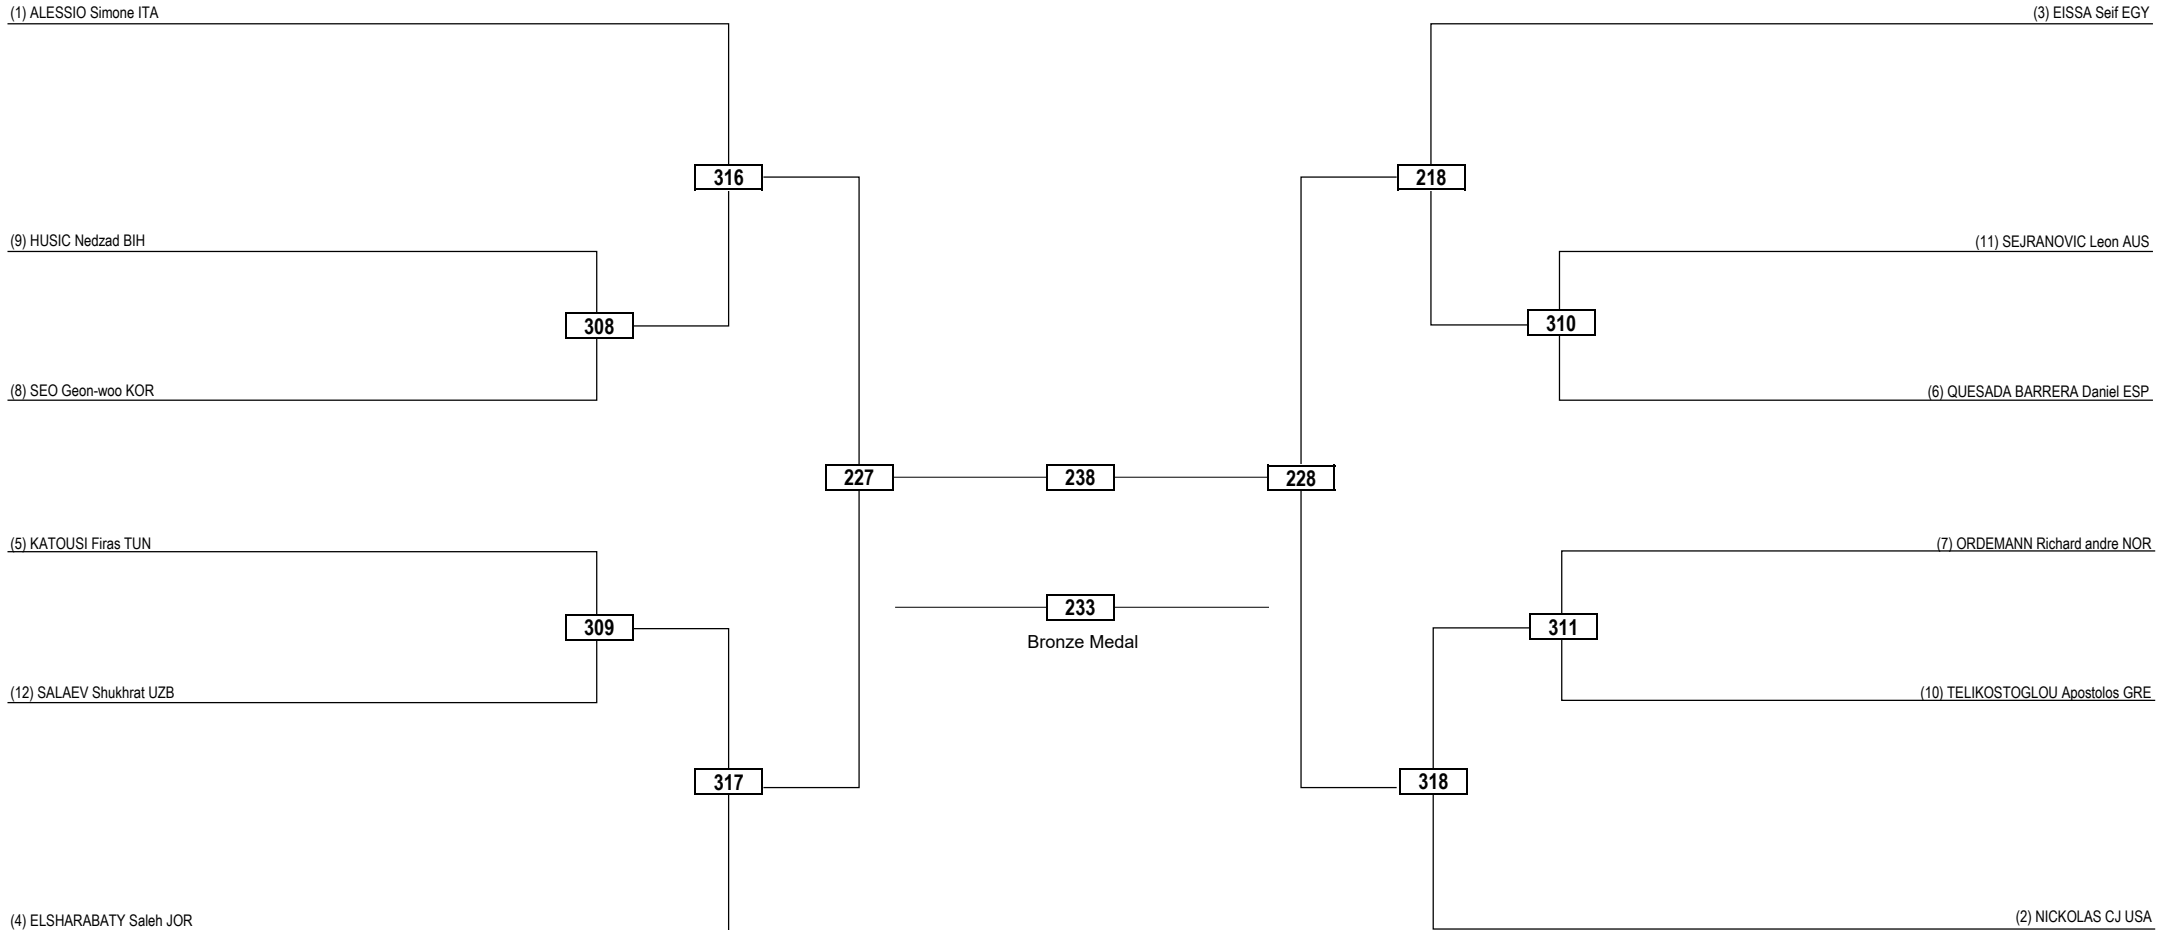 (1) ALESSIO Simone ITA
(3) EISSA Seif EGY
316
218
(9) HUSIC Nedzad BIH
(11) SEJRANOVIC Leon AUS
308
310
(8) SEO Geon-woo KOR
(6) QUESADA BARRERA Daniel ESP
227
238
228
(5) KATOUSI Firas TUN
(7) ORDEMANN Richard andre NOR
233
Bronze Medal
309
311
(12) SALAEV Shukhrat UZB
(10) TELIKOSTOGLOU Apostolos GRE
317
318
(4) ELSHARABATY Saleh JOR
(2) NICKOLAS CJ USA